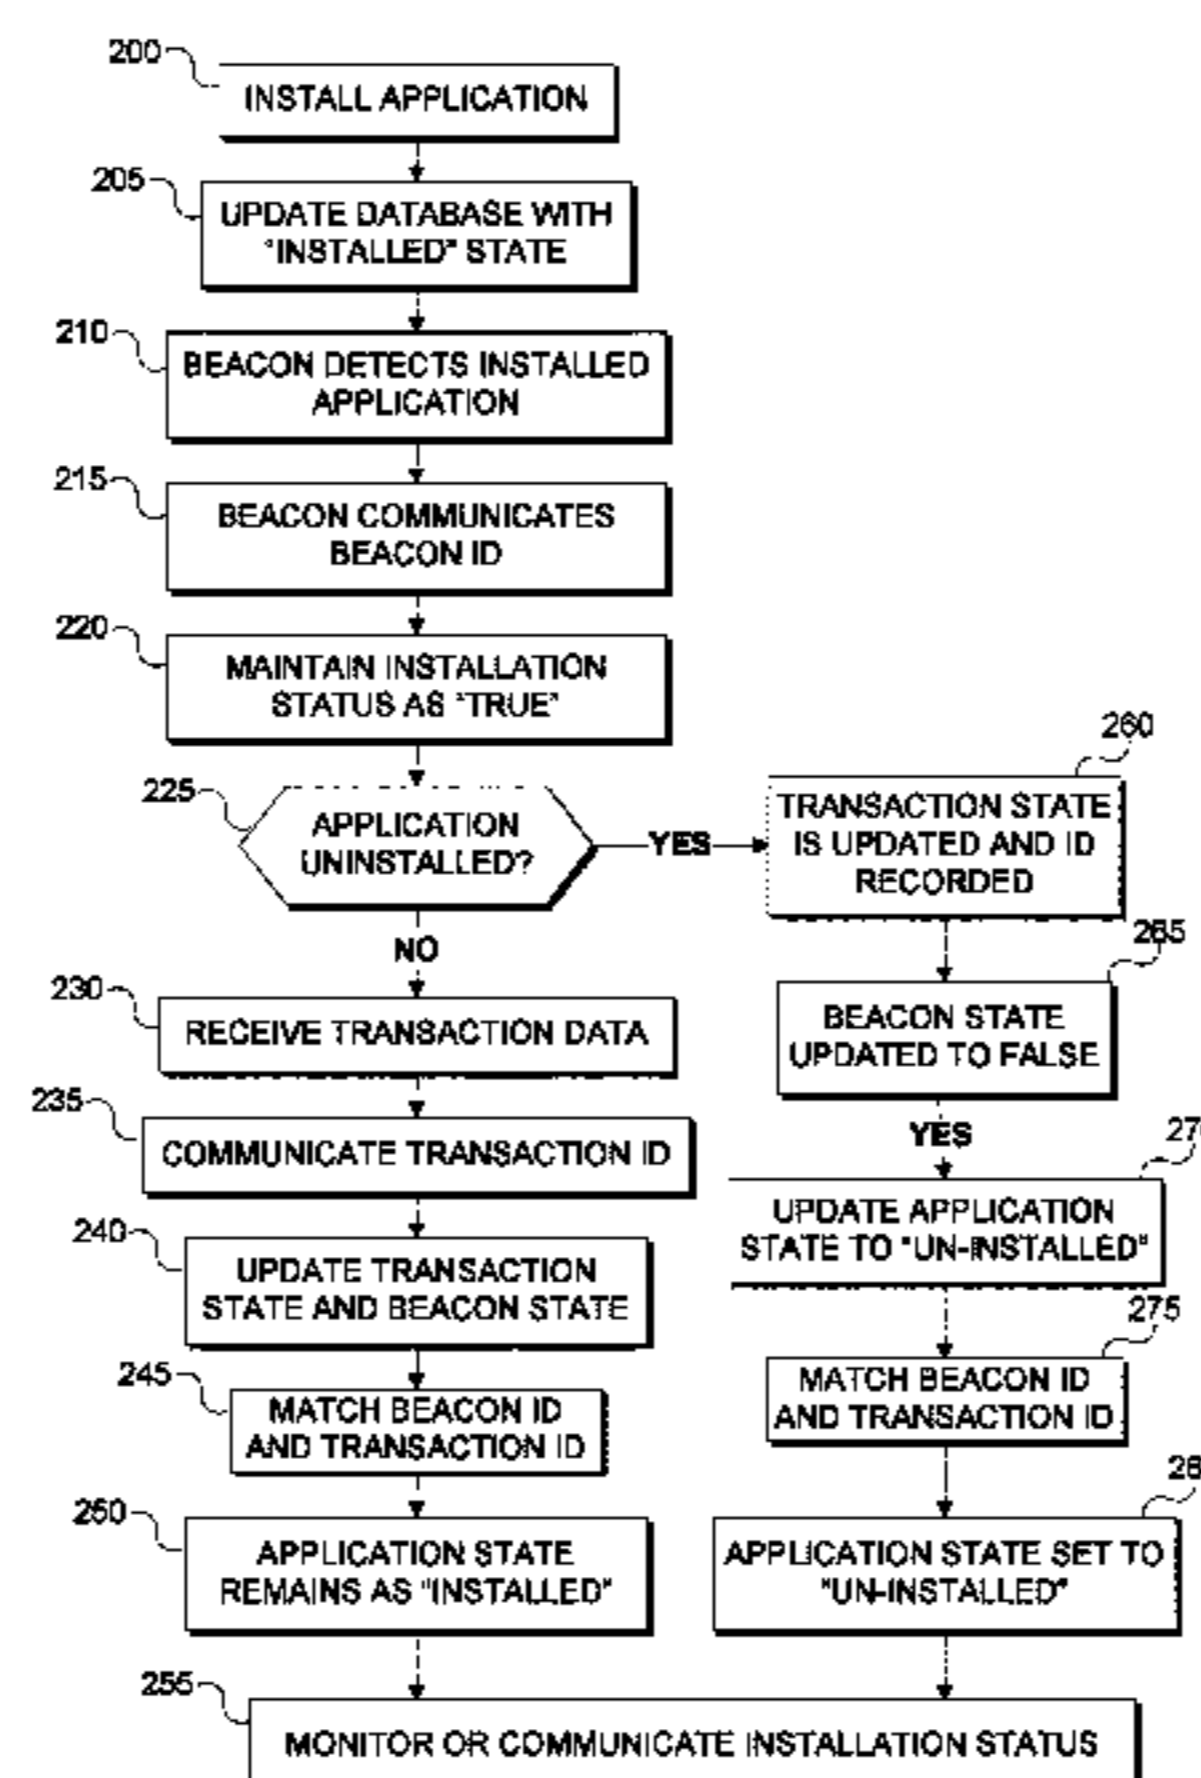 200
INSTALL APPLICATION
205
UPDATE DATABASE WITH
"INSTALLED" STATE
210
BEACON DETECTS INSTALLED
APPLICATION
215
BEACON COMMUNICATES
BEACON ID
220
MAINTAIN INSTALLATION
STATUS AS "TRUE"
225
APPLICATION
UNINSTALLED?
YES
260
TRANSACTION STATE
IS UPDATED AND ID
RECORDED
NO
265
BEACON STATE
UPDATED TO FALSE
230
RECEIVE TRANSACTION DATA
235
COMMUNICATE TRANSACTION ID
YES
UPDATE APPLICATION
STATE TO "UN-INSTALLED"
240
UPDATE TRANSACTION
STATE AND BEACON STATE
275
MATCH BEACON ID
AND TRANSACTION ID
245
MATCH BEACON ID
AND TRANSACTION ID
250
APPLICATION STATE
REMAINS AS "INSTALLED"
APPLICATION STATE SET TO
"UN-INSTALLED"
255
MONITOR OR COMMUNICATE INSTALLATION STATUS